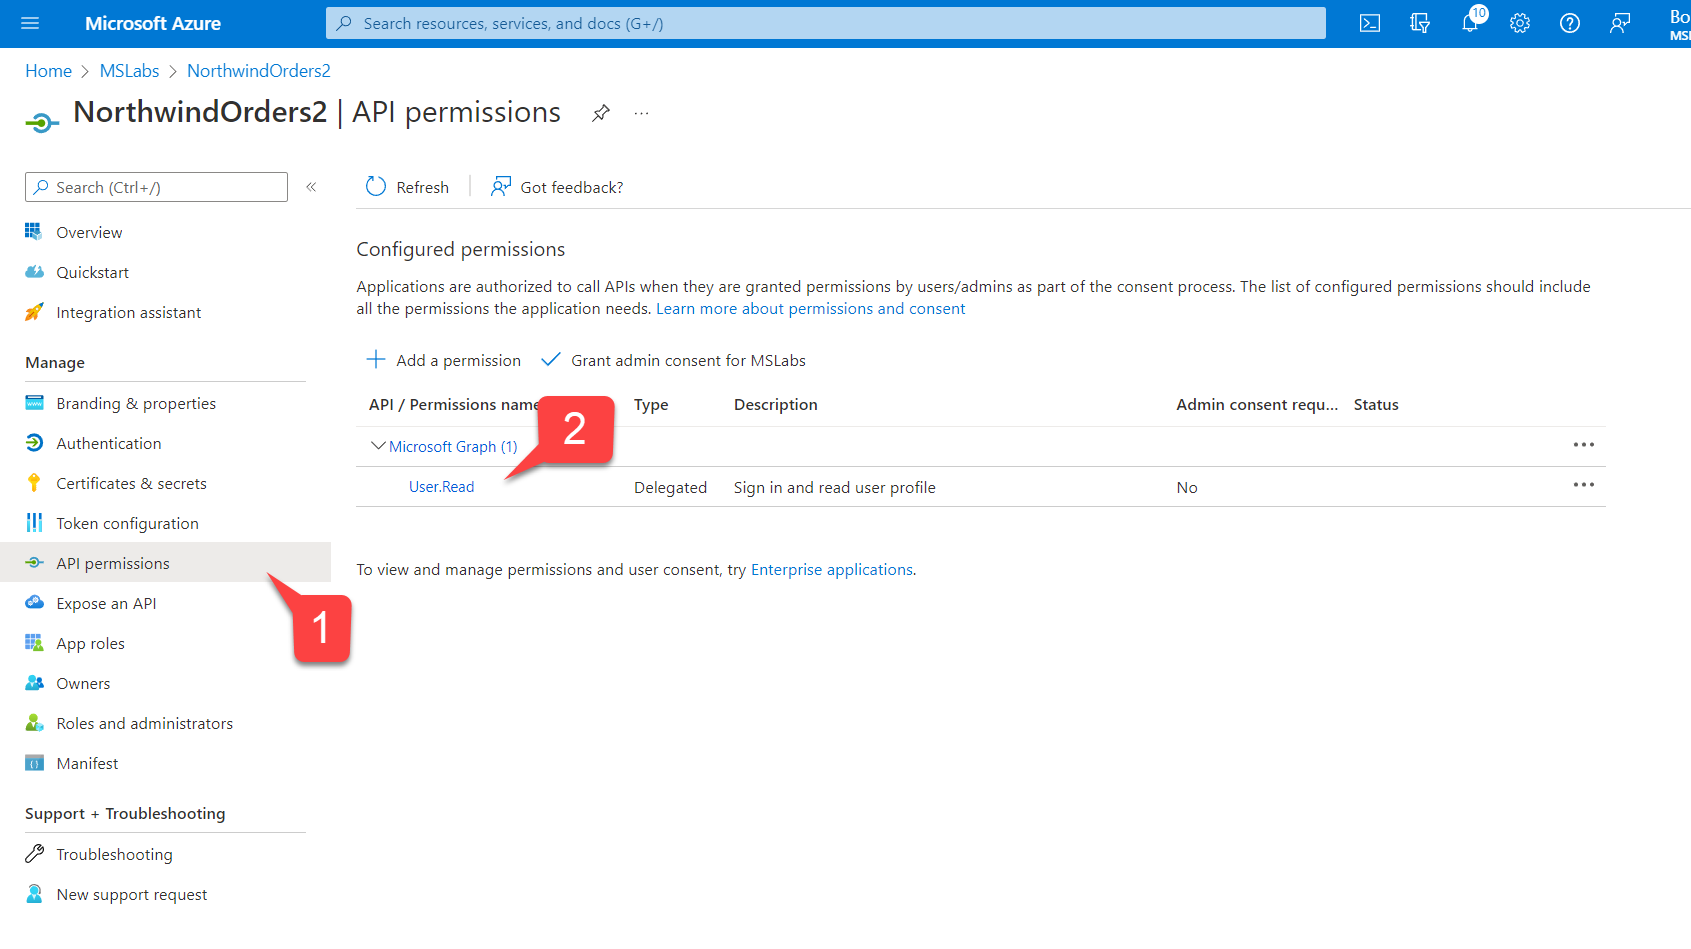 Microsoft Azure
Search resources, services, and docs (G+/)
10
Bo
MSL
Home > MSLabs > NorthwindOrders2
NorthwindOrders2 | API permissions
Search (Ctrl+/)
Overview
Quickstart
Integration assistant
Manage
Branding & properties
Authentication
Certificates & secrets
Token configuration
API permissions
1
Expose an API
App roles
Owners
Roles and administrators
Manifest
Support + Troubleshooting
Troubleshooting
New support request
Refresh
Got feedback?
Configured permissions
Applications are authorized to call APIs when they are granted permissions by users/admins as part of the consent process. The list of configured permissions should include
all the permissions the application needs. Learn more about permissions and consent
Add a permission
Grant admin consent for MSLabs
API / Permissions name Type Description Admin consent requ... Status
2
Microsoft Graph (1)
User.Read Delegated Sign in and read user profile No
To view and manage permissions and user consent, try Enterprise applications.